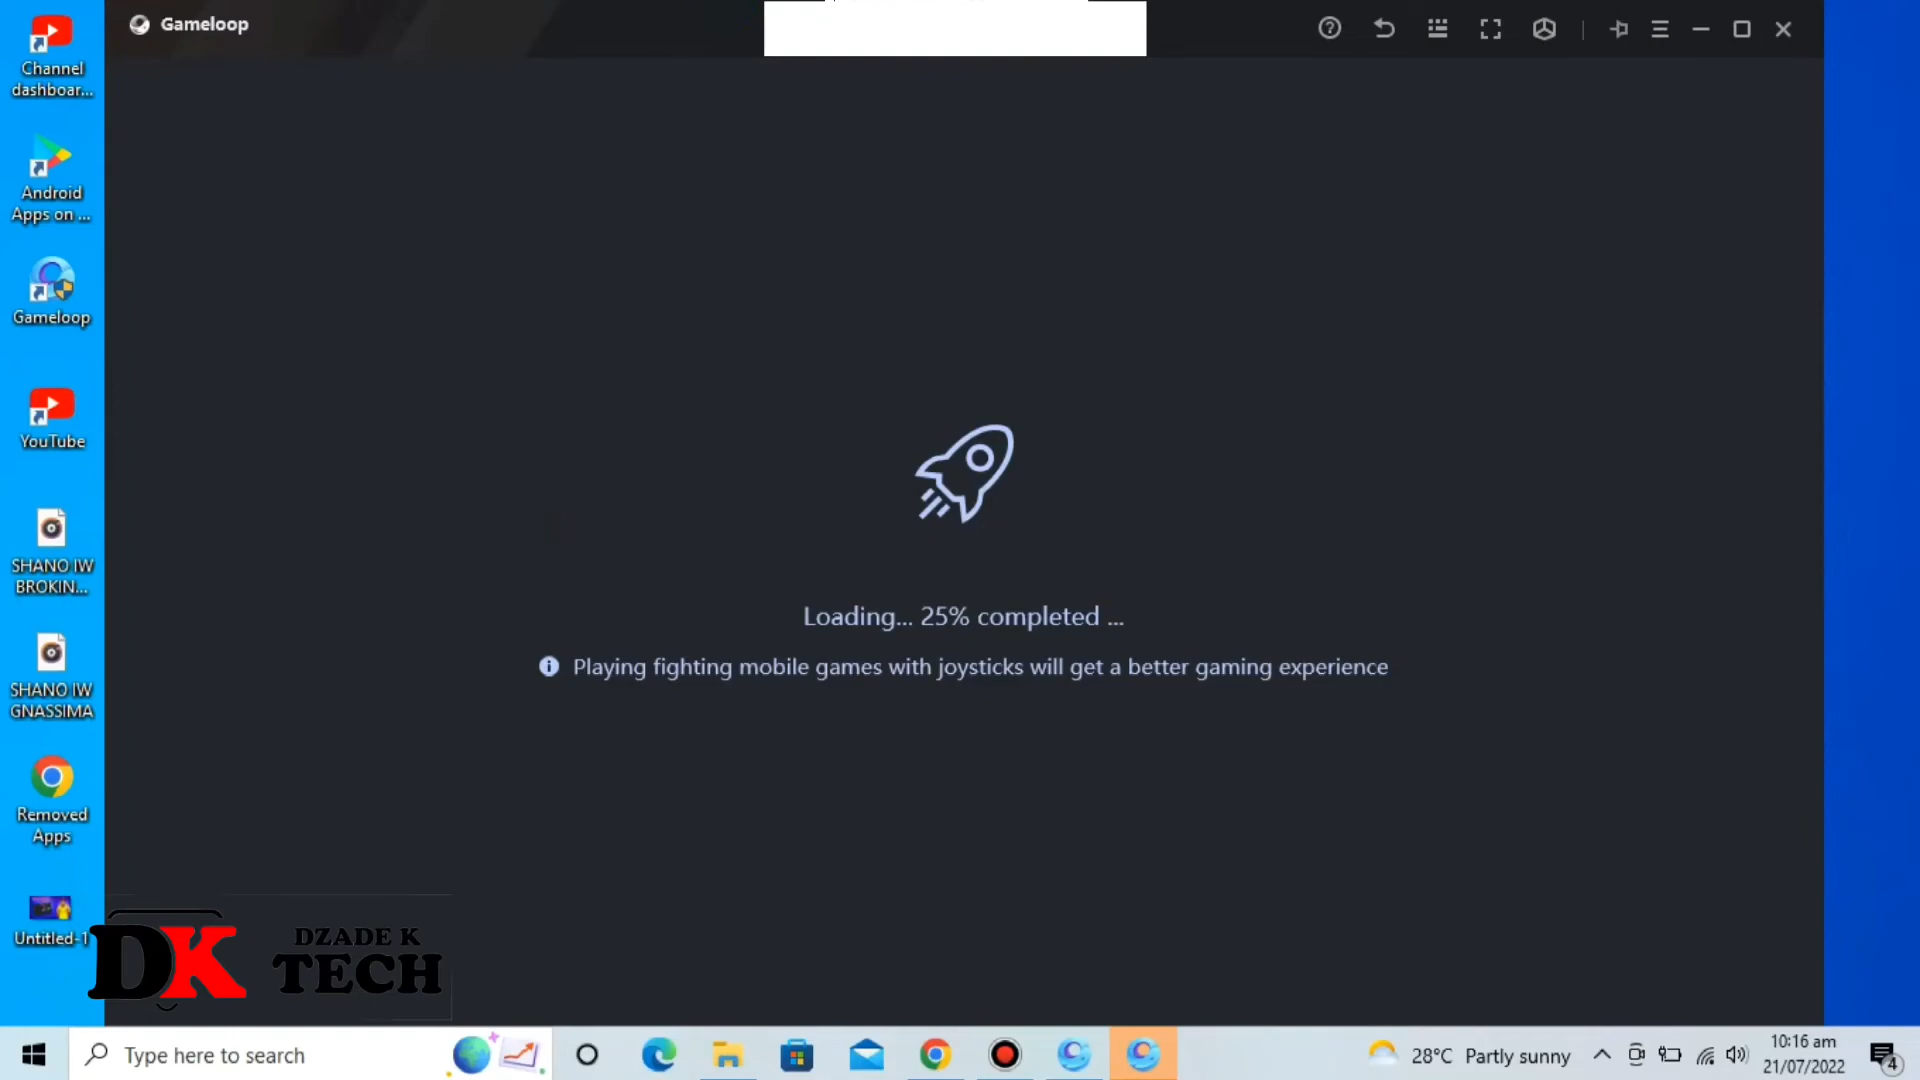 Gameloop
Channel
dashboar...
Android
Apps on ...
Gameloop
YouTube
SHANO IW
BROKIN...
SHANO IW
GNASSIMA
Removed
Apps
Untitled-1
Loading... 25% completed ...
Playing fighting mobile games with joysticks will get a better gaming experience
DK
DZADE K
TECH
Type here to search
28°C Partly sunny
10:16 am
21/07/2022
4